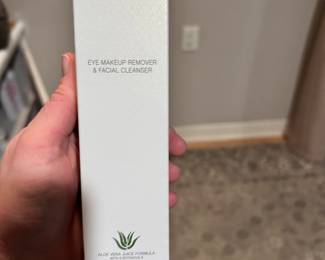 EYE MAKEUP REMOVER
& FACIAL CLEANSER
ALOE VERA JUICE FORMULA